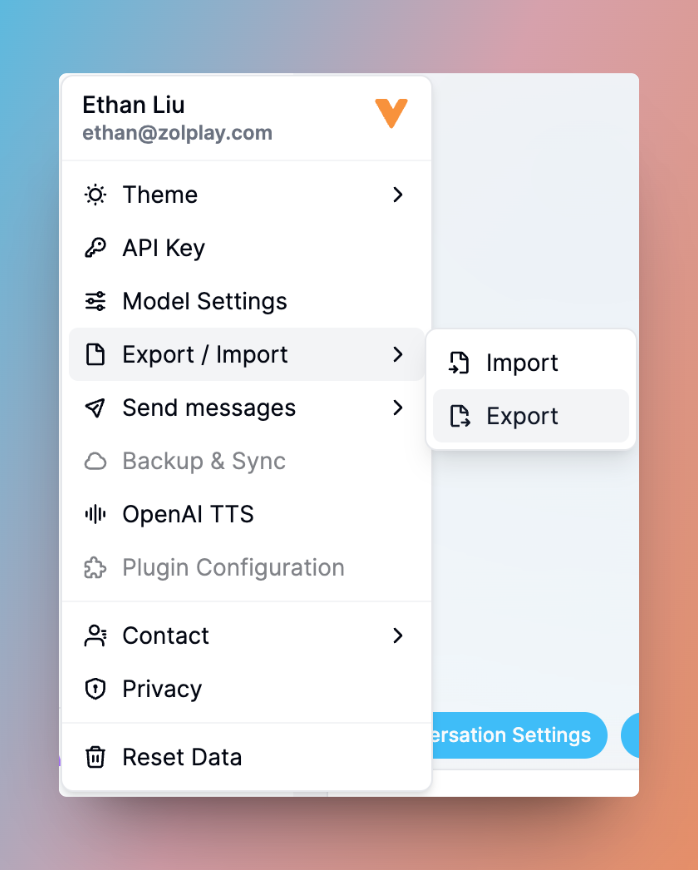 Ethan Liu
ethan@zolplay.com
Theme
API Key
Model Settings
Export / Import
Import
Export
Send messages
Backup & Sync
OpenAI TTS
Plugin Configuration
Contact
Privacy
ersation Settings
Reset Data